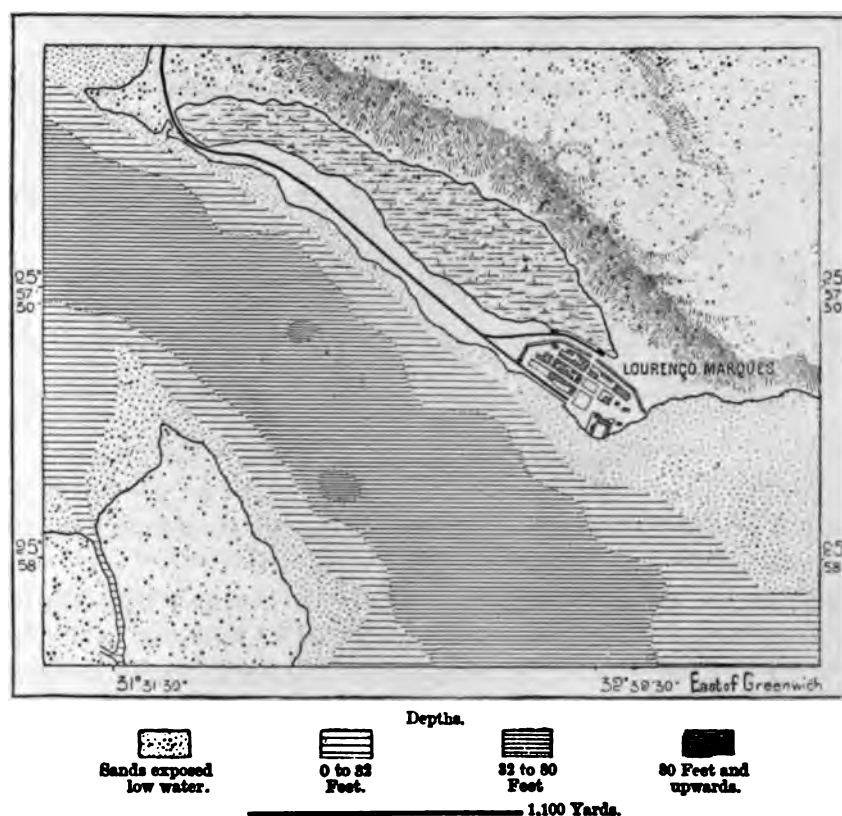 25°
57'
30"
25°
57'
30"
LOURENÇO MARQUES
25°
58'
25°
58'
31°31'30"
32°39'30" East of Greenwich
Depths.
Sands exposed
low water.
0 to 32
Feet.
32 to 80
Feet
80 Feet and
upwards.
1,100 Yards.